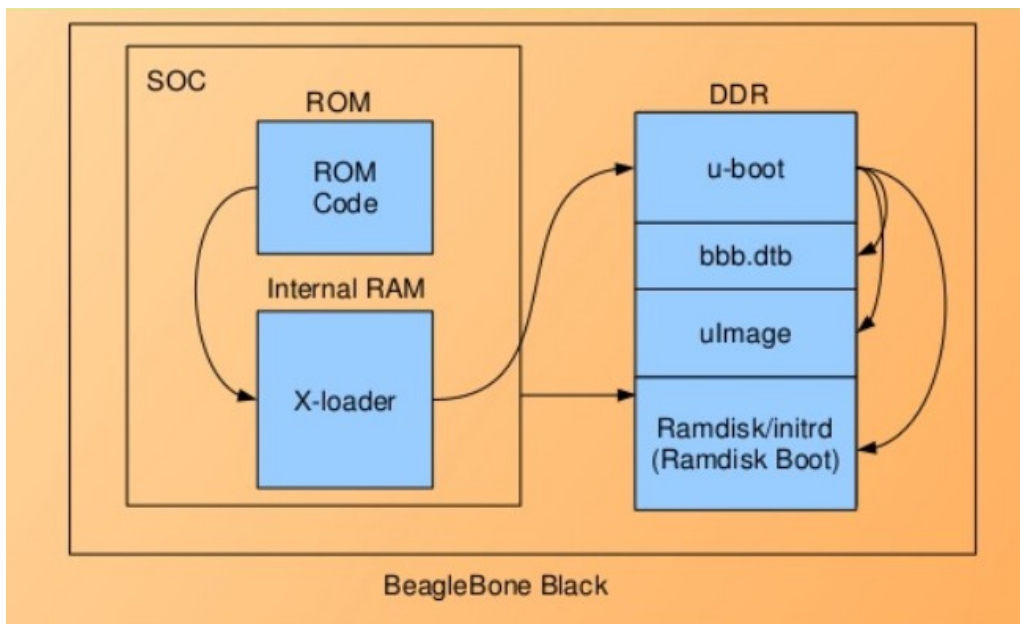 SOC
ROM
ROM
Code
Internal RAM
X-loader
DDR
u-boot
bbb.dtb
uImage
Ramdisk/initrd
(Ramdisk Boot)
BeagleBone Black